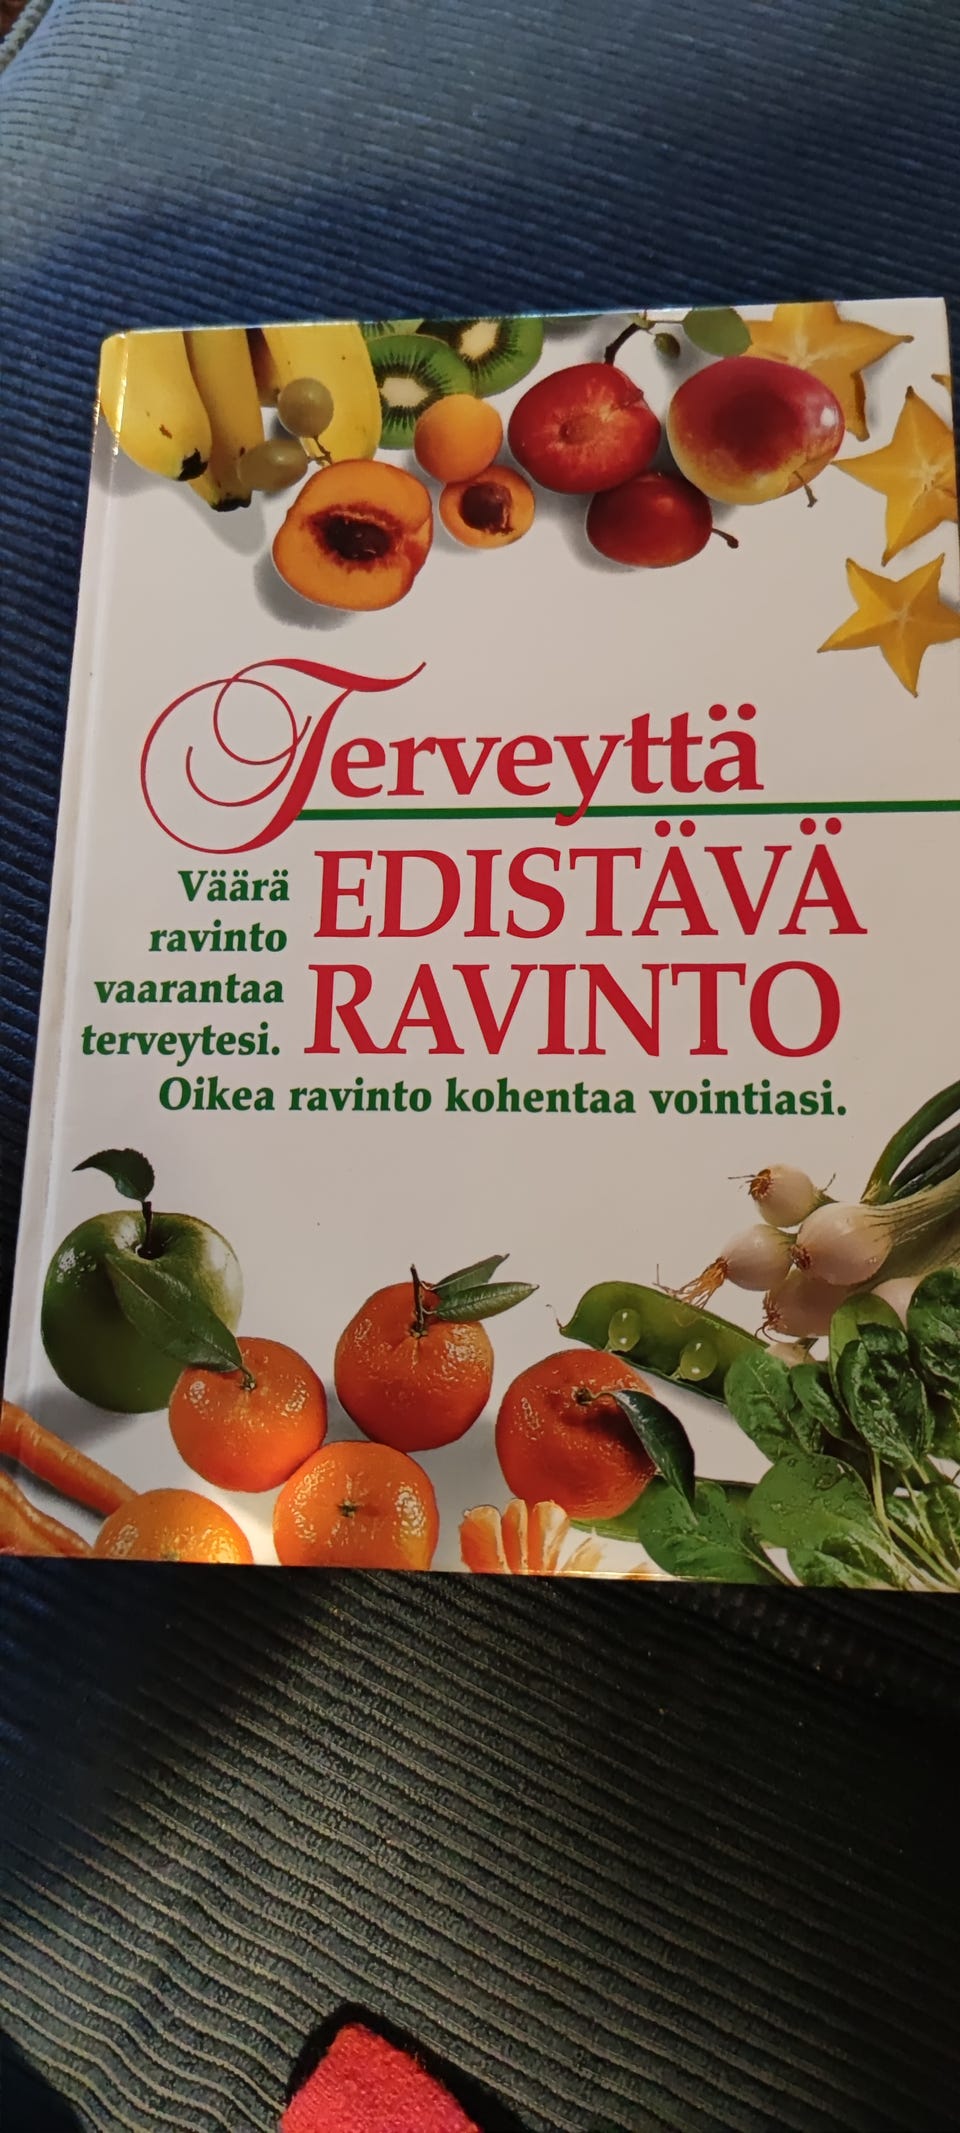 Terveyttä
EDISTÄVÄ
RAVINTO
Väärä
ravinto
vaarantaa
terveytesi.
Oikea ravinto kohentaa vointiasi.